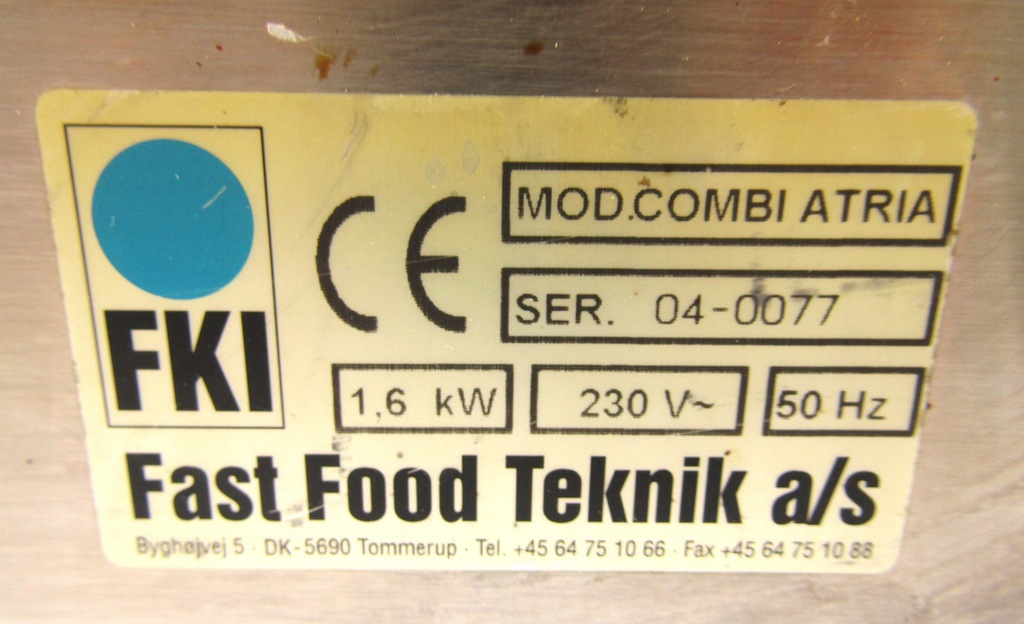 FKI
CE
MOD.COMBI ATRIA
SER. 04-0077
1,6 kW 230 V~ 50 Hz
Fast Food Teknik a/s
Byghøjvej 5 · DK-5690 Tommerup · Tel. +45 64 75 10 66 · Fax +45 64 75 10 88